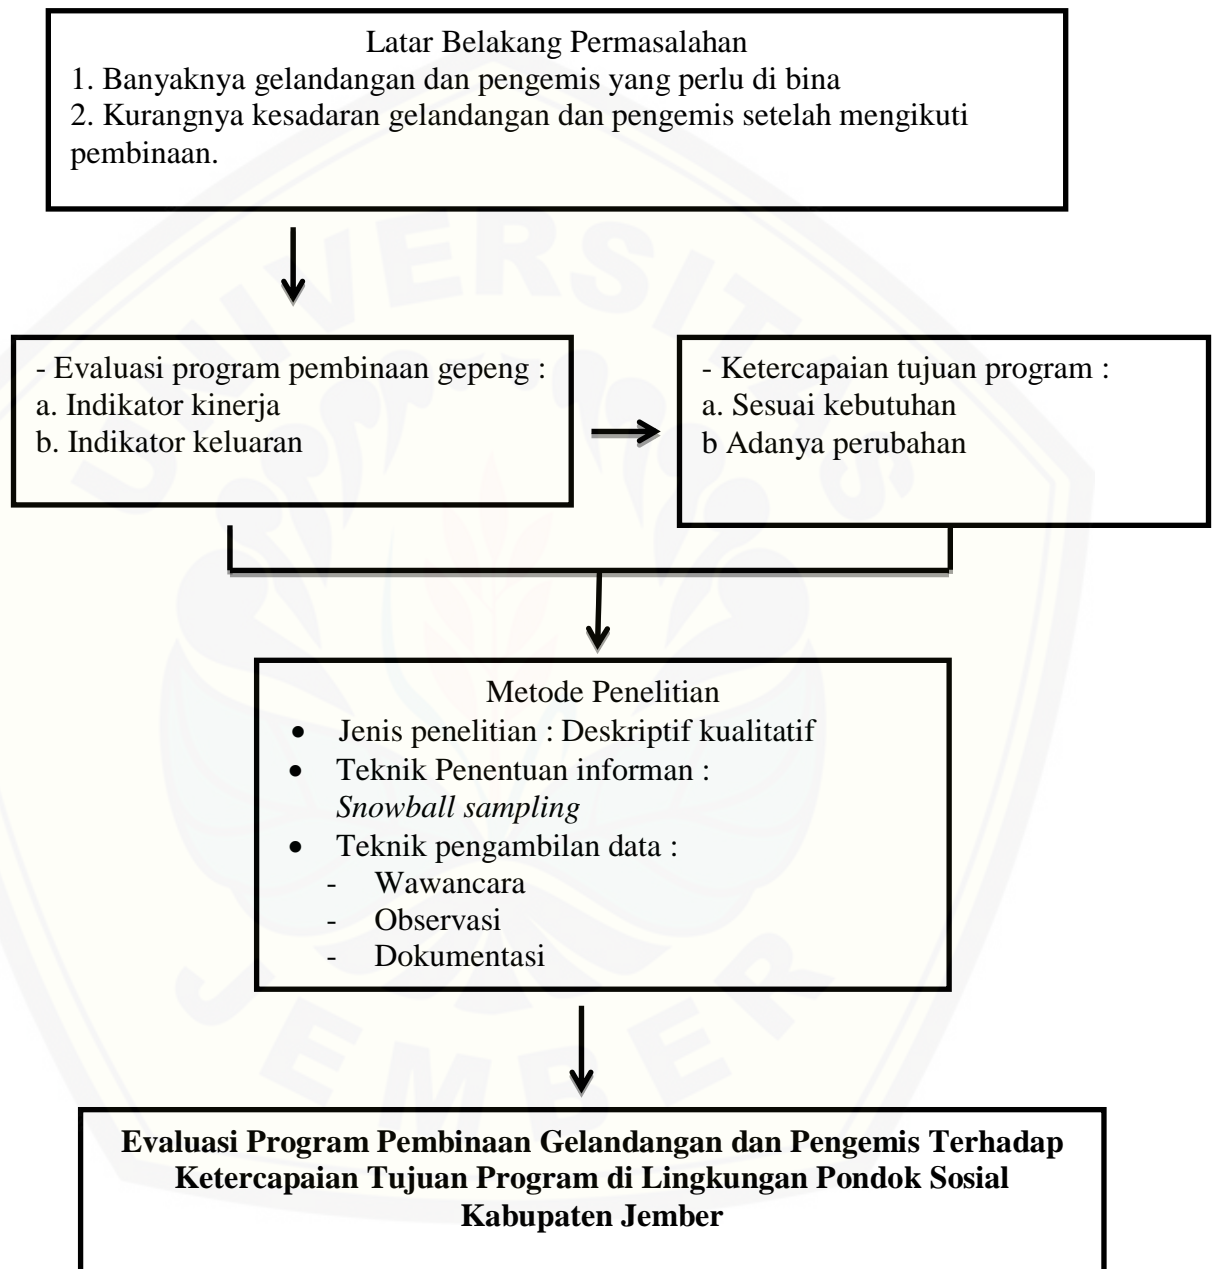 Latar Belakang Permasalahan
1. Banyaknya gelandangan dan pengemis yang perlu di bina
2. Kurangnya kesadaran gelandangan dan pengemis setelah mengikuti
pembinaan.
- Evaluasi program pembinaan gepeng :
a. Indikator kinerja
b. Indikator keluaran
- Ketercapaian tujuan program :
a. Sesuai kebutuhan
b Adanya perubahan
Metode Penelitian
• Jenis penelitian : Deskriptif kualitatif
• Teknik Penentuan informan :
Snowball sampling
• Teknik pengambilan data :
- Wawancara
- Observasi
- Dokumentasi
Evaluasi Program Pembinaan Gelandangan dan Pengemis Terhadap
Ketercapaian Tujuan Program di Lingkungan Pondok Sosial
Kabupaten Jember
UNIVERSITAS
JEMBER